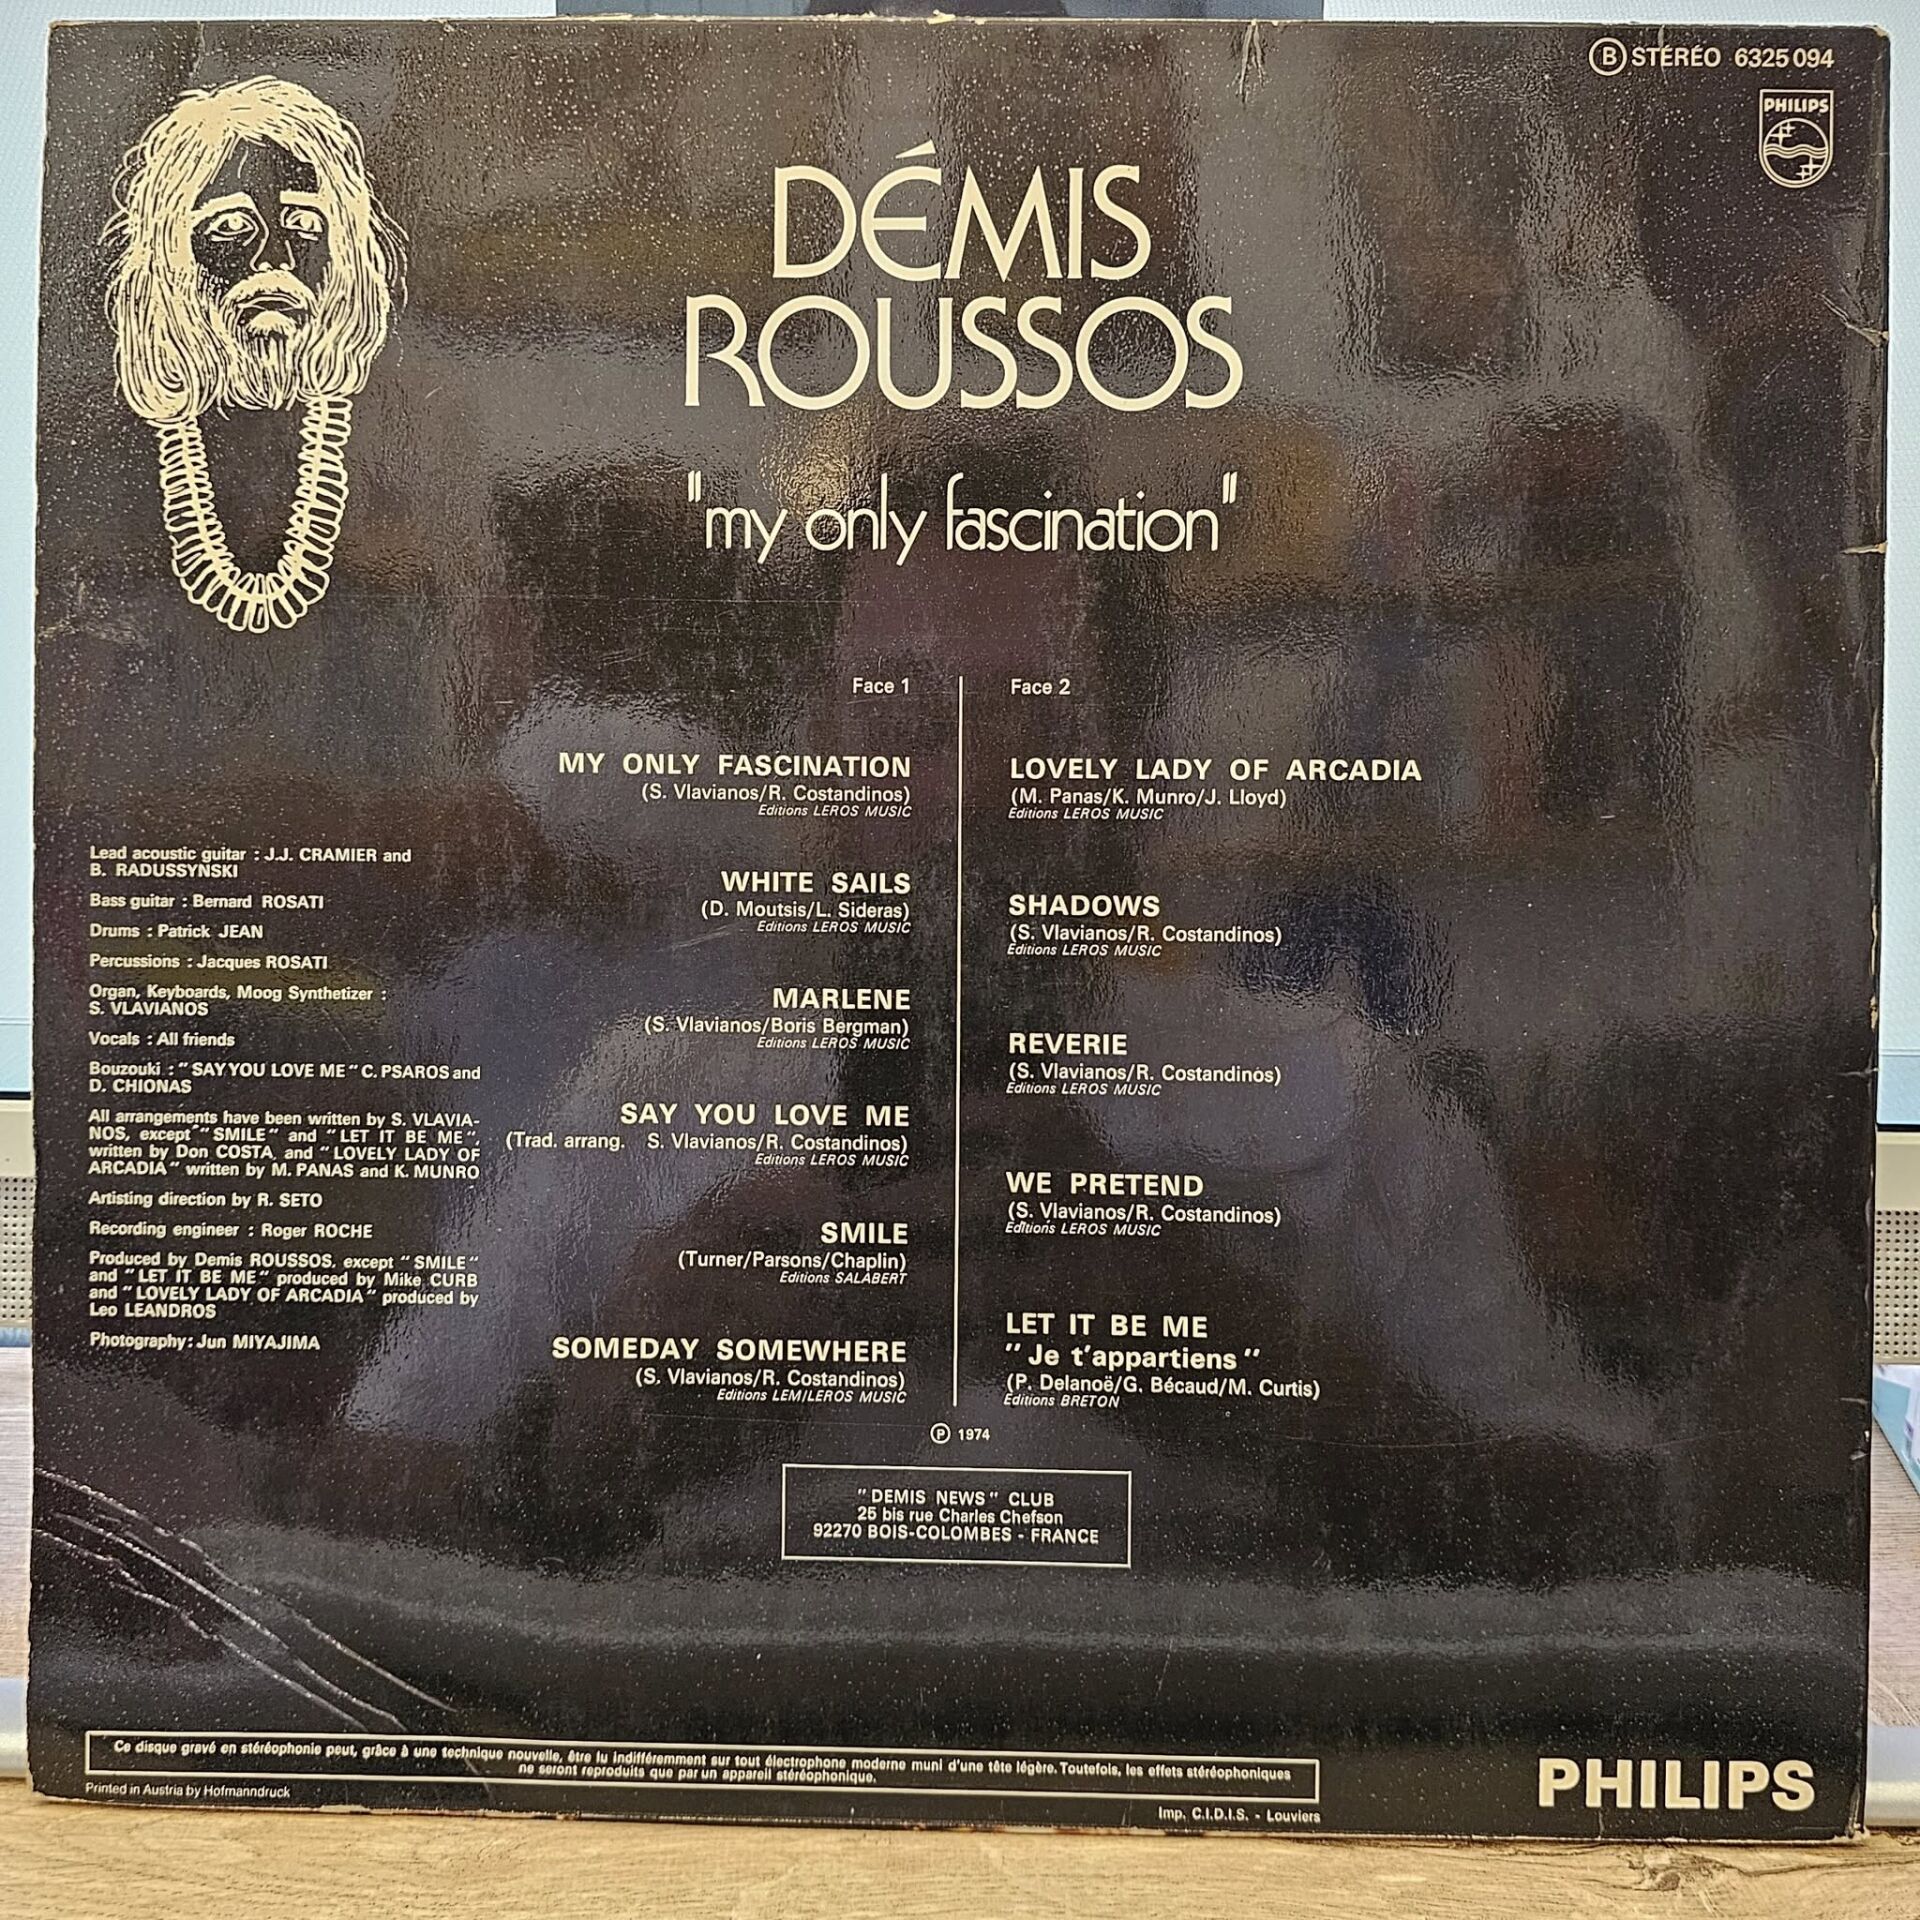 B STÉRÉO 6325 094
PHILIPS
DÉMIS
ROUSSOS
"my only fascination"
Face 1
MY ONLY FASCINATION
(S. Vlavianos/R. Costandinos)
Editions LEROS MUSIC
WHITE SAILS
(D. Moutsis/L. Sideras)
Editions LEROS MUSIC
MARLENE
(S. Vlavianos/Boris Bergman)
Editions LEROS MUSIC
SAY YOU LOVE ME
(Trad. arrang. S. Vlavianos/R. Costandinos)
Editions LEROS MUSIC
SMILE
(Turner/Parsons/Chaplin)
Editions SALABERT
SOMEDAY SOMEWHERE
(S. Vlavianos/R. Costandinos)
Editions LEM/LEROS MUSIC
Face 2
LOVELY LADY OF ARCADIA
(M. Panas/K. Munro/J. Lloyd)
Editions LEROS MUSIC
SHADOWS
(S. Vlavianos/R. Costandinos)
Editions LEROS MUSIC
REVERIE
(S. Vlavianos/R. Costandinos)
Editions LEROS MUSIC
WE PRETEND
(S. Vlavianos/R. Costandinos)
Editions LEROS MUSIC
LET IT BE ME
"Je t'appartiens"
(P. Delanoë/G. Bécaud/M. Curtis)
Editions BRETON
Lead acoustic guitar : J.J. CRAMIER and
B. RADUSSYNSKI
Bass guitar : Bernard ROSATI
Drums : Patrick JEAN
Percussions : Jacques ROSATI
Organ, Keyboards, Moog Synthetizer :
S. VLAVIANOS
Vocals : All friends
Bouzouki : "SAY YOU LOVE ME" C. PSAROS and
D. CHIONAS
All arrangements have been written by S. VLAVIA-
NOS, except "SMILE" and "LET IT BE ME",
written by Don COSTA, and "LOVELY LADY OF
ARCADIA" written by M. PANAS and K. MUNRO
Artisting direction by R. SETO
Recording engineer : Roger ROCHE
Produced by Demis ROUSSOS, except "SMILE"
and "LET IT BE ME" produced by Mike CURB
and "LOVELY LADY OF ARCADIA" produced by
Leo LEANDROS
Photography : Jun MIYAJIMA
℗ 1974
"DEMIS NEWS" CLUB
25 bis rue Charles Chefson
92270 BOIS-COLOMBES - FRANCE
Ce disque gravé en stéréophonie peut, grâce à une technique nouvelle, être lu indifféremment sur tout électrophone moderne muni d'une tête légère. Toutefois, les effets stéréophoniques
ne seront reproduits que par un appareil stéréophonique.
Printed in Austria by Hofmanndruck
Imp. C.I.D.I.S. - Louviers
PHILIPS